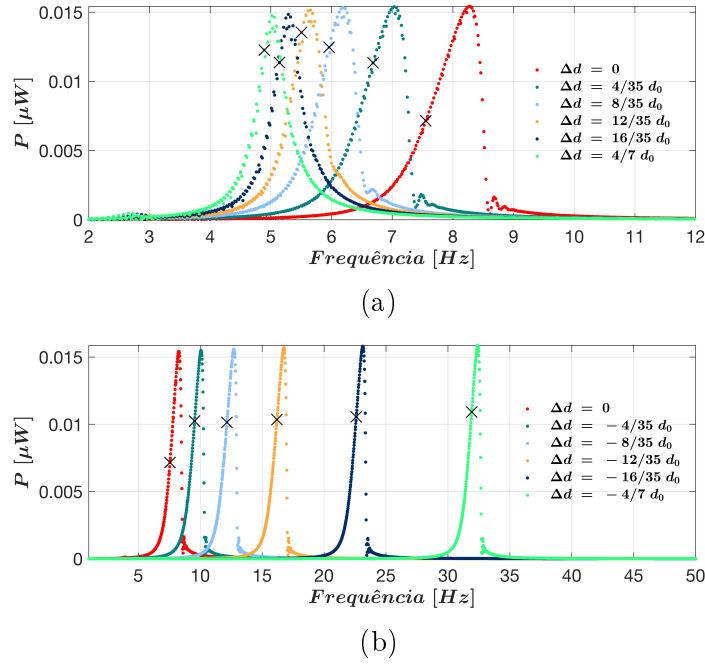 0.015
0.01
0.005
0
P [μW]
Δd = 0
Δd = 4/35 d₀
Δd = 8/35 d₀
Δd = 12/35 d₀
Δd = 16/35 d₀
Δd = 4/7 d₀
2 3 4 5 6 7 8 9 10 11 12
Frequência [Hz]
(a)
0.015
0.01
0.005
0
P [μW]
Δd = 0
Δd = − 4/35 d₀
Δd = − 8/35 d₀
Δd = − 12/35 d₀
Δd = − 16/35 d₀
Δd = − 4/7 d₀
5 10 15 20 25 30 35 40 45 50
Frequência [Hz]
(b)